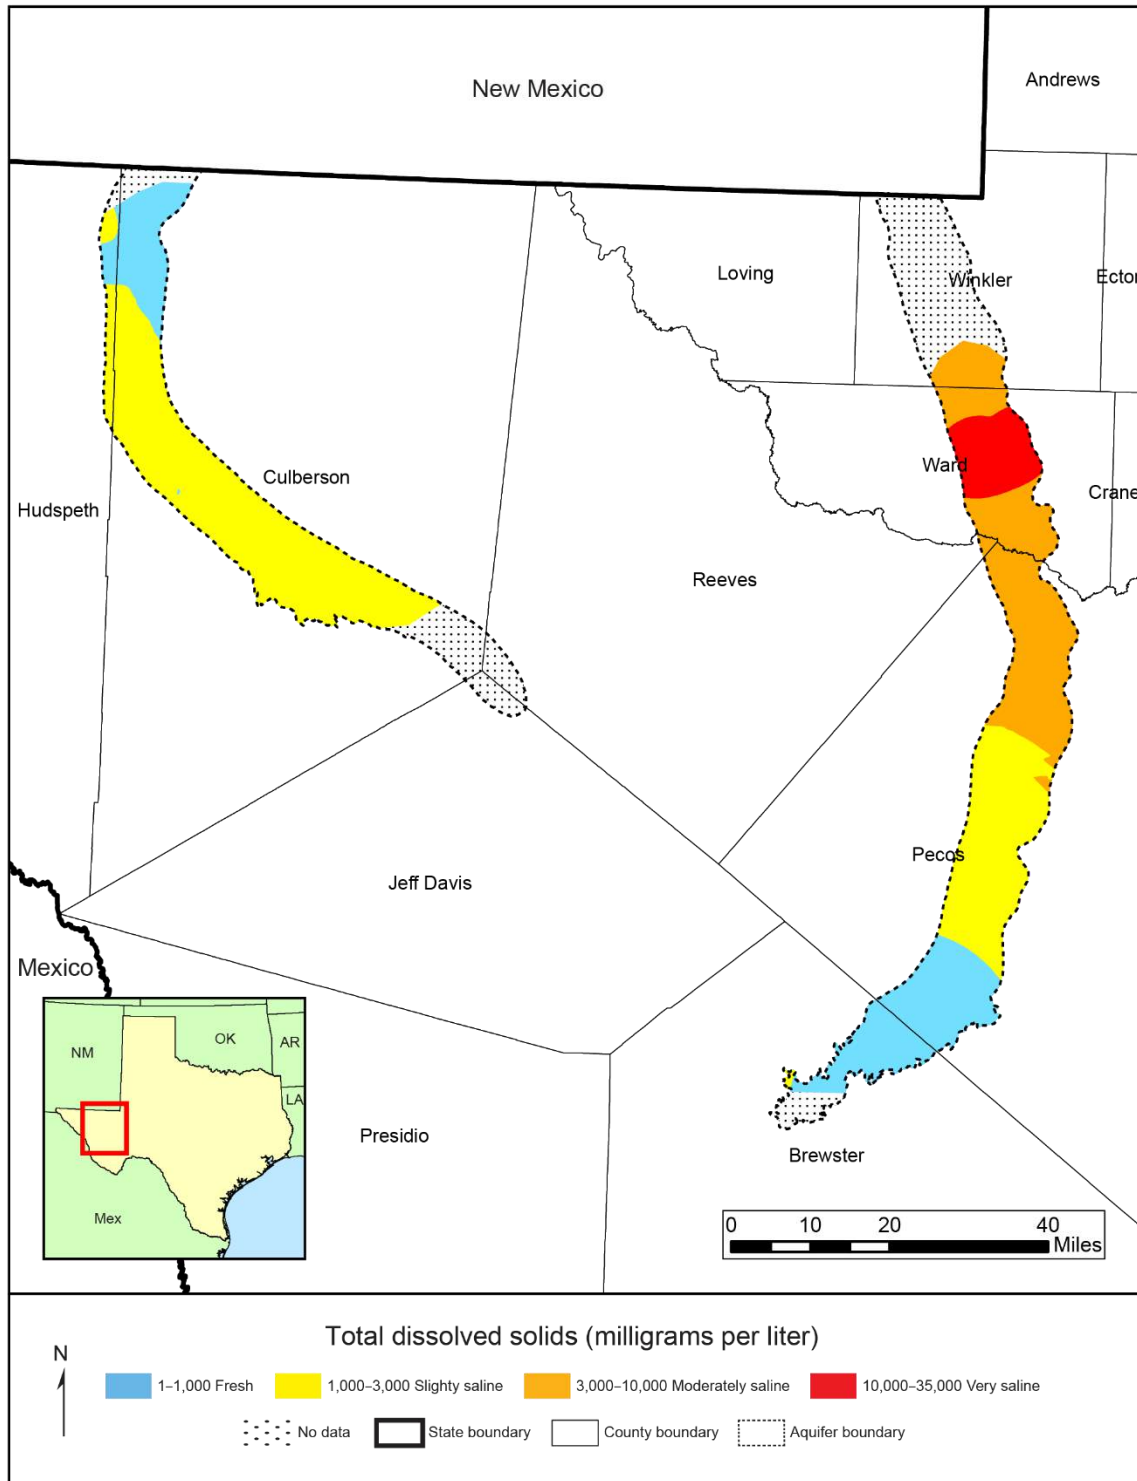 New Mexico
Andrews
Loving
Winkler
Ector
Culberson
Ward
Hudspeth
Crane
Reeves
Pecos
Jeff Davis
Mexico
NM
OK
AR
LA
Mex
Presidio
Brewster
0 10 20 40
Miles
Total dissolved solids (milligrams per liter)
N
1–1,000 Fresh
1,000–3,000 Slighty saline
3,000–10,000 Moderately saline
10,000–35,000 Very saline
No data
State boundary
County boundary
Aquifer boundary